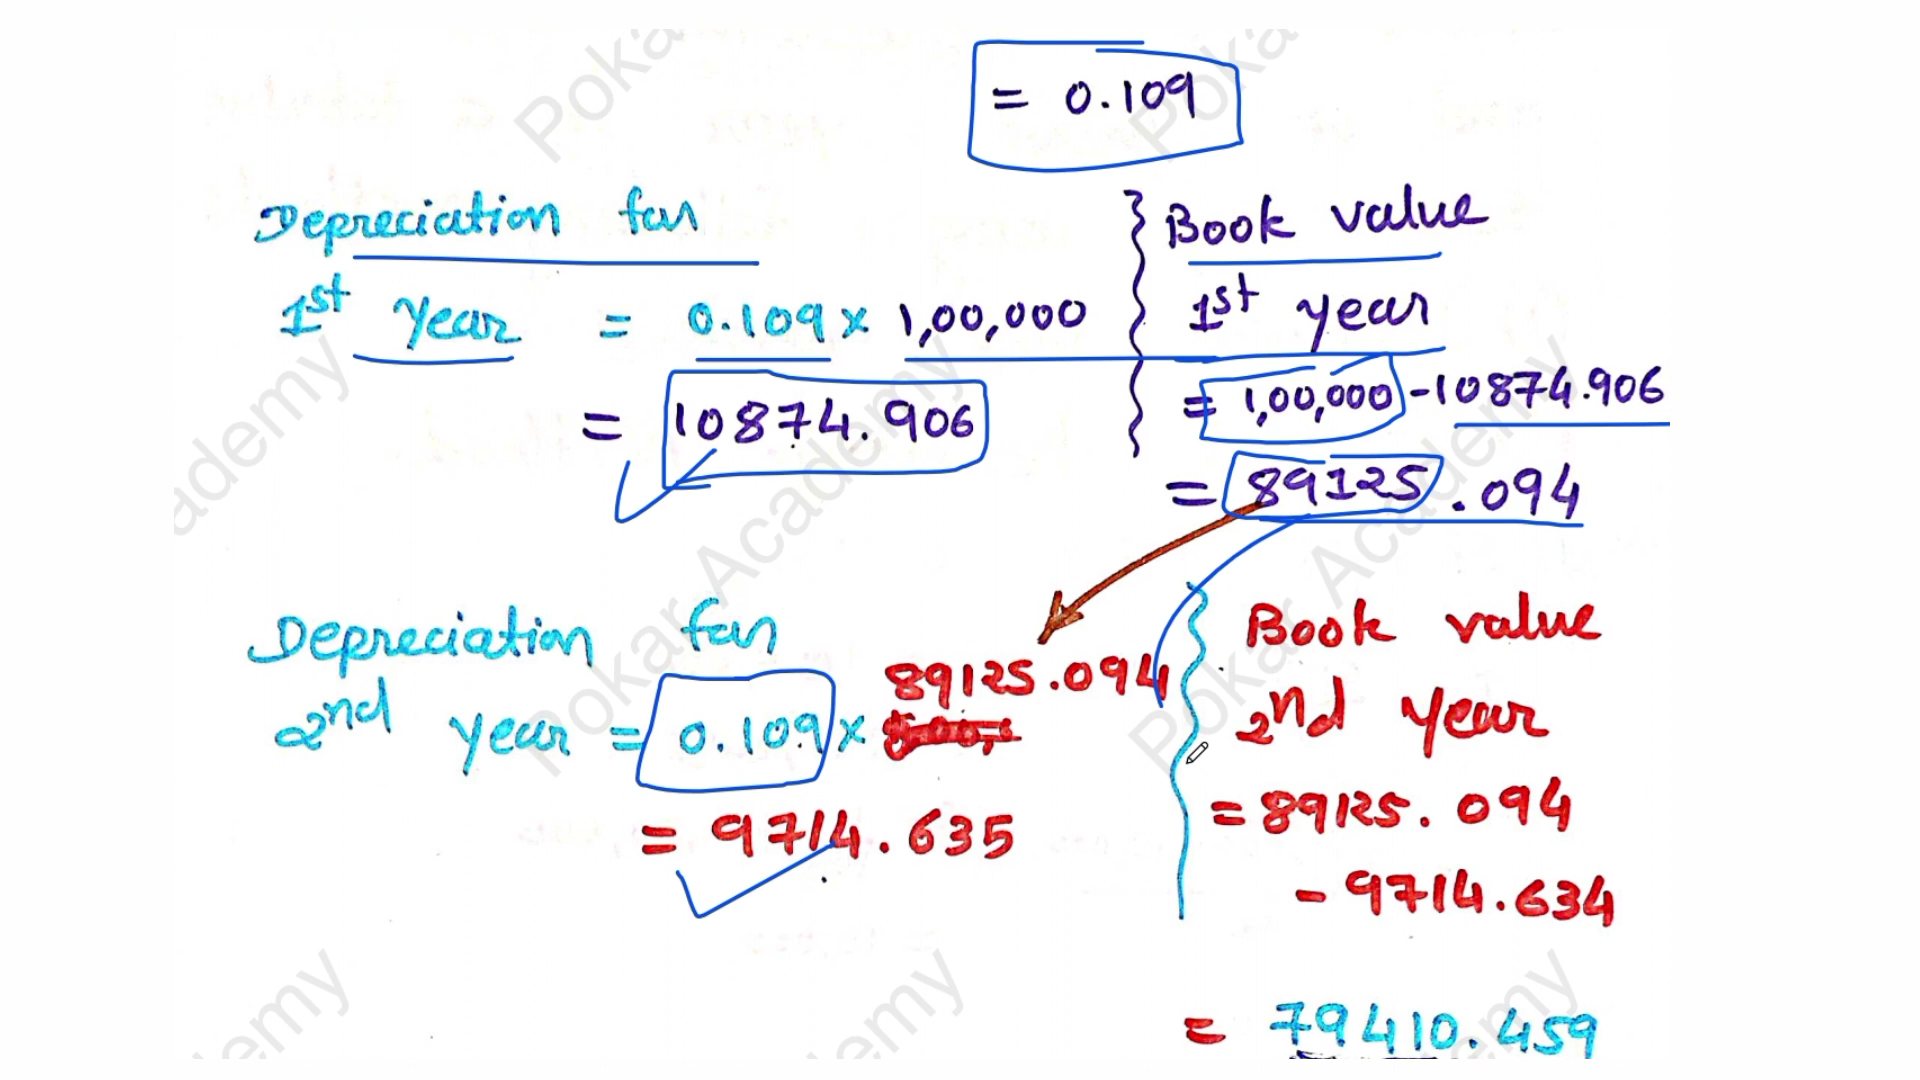 = 0.109
Depreciation for
1st year = 0.109 x 1,00,000
= 10874.906
Book value
1st year
= 1,00,000 - 10874.906
= 89125.094
Depreciation for
2nd year = 0.109 x 89125.094
= 9714.635
Book value
2nd year
= 89125.094
- 9714.634
= 79410.459
Pokar Academy